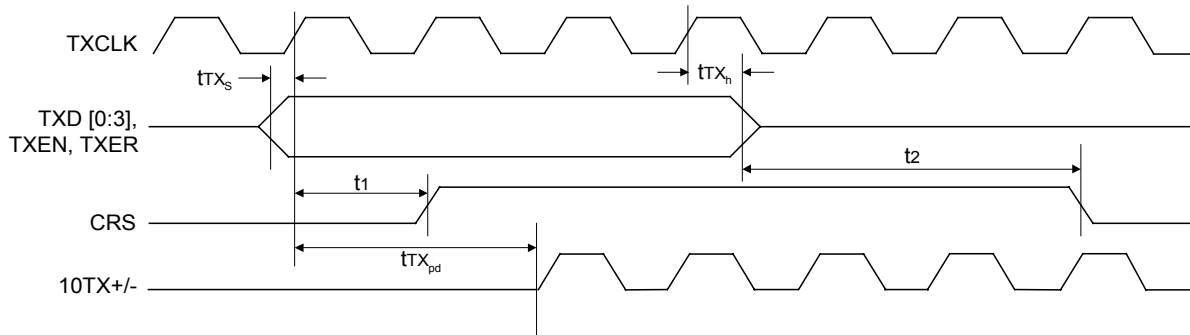 TXCLK
tTXS
tTXh
TXD [0:3],
TXEN, TXER
t1
t2
CRS
tTXpd
10TX+/-